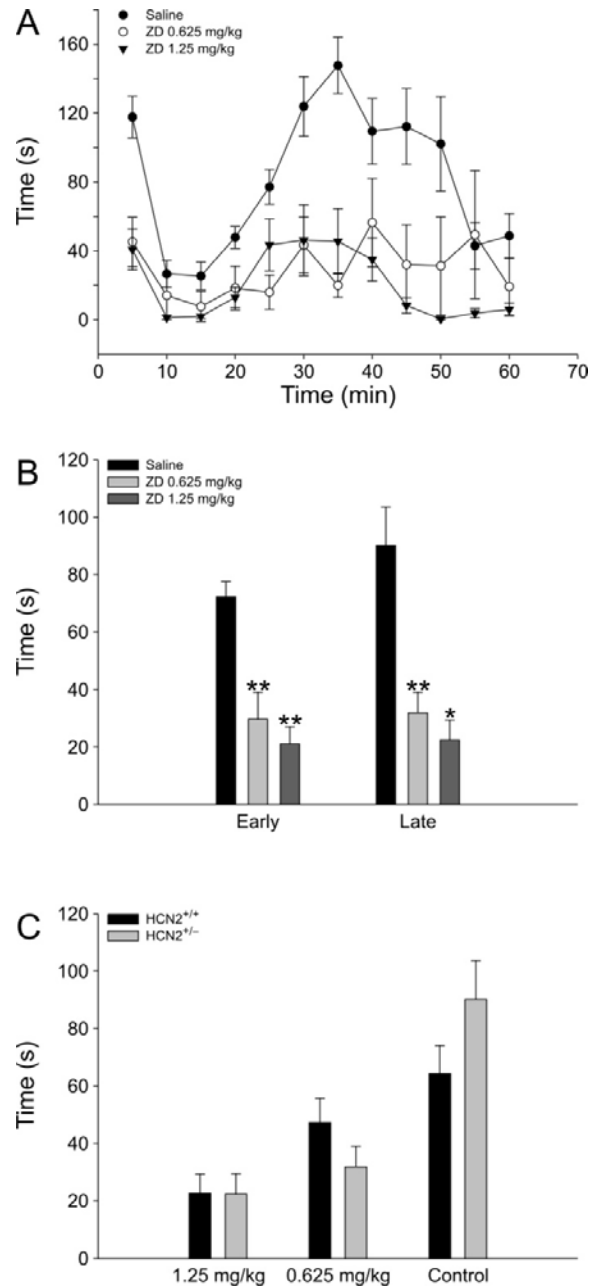 A
Saline
ZD 0.625 mg/kg
ZD 1.25 mg/kg
Time (s)
160
120
80
40
0
0 10 20 30 40 50 60 70
Time (min)
B
Saline
ZD 0.625 mg/kg
ZD 1.25 mg/kg
Time (s)
120
100
80
60
40
20
0
** ** ** *
Early Late
C
HCN2+/+
HCN2+/−
Time (s)
120
100
80
60
40
20
0
1.25 mg/kg 0.625 mg/kg Control